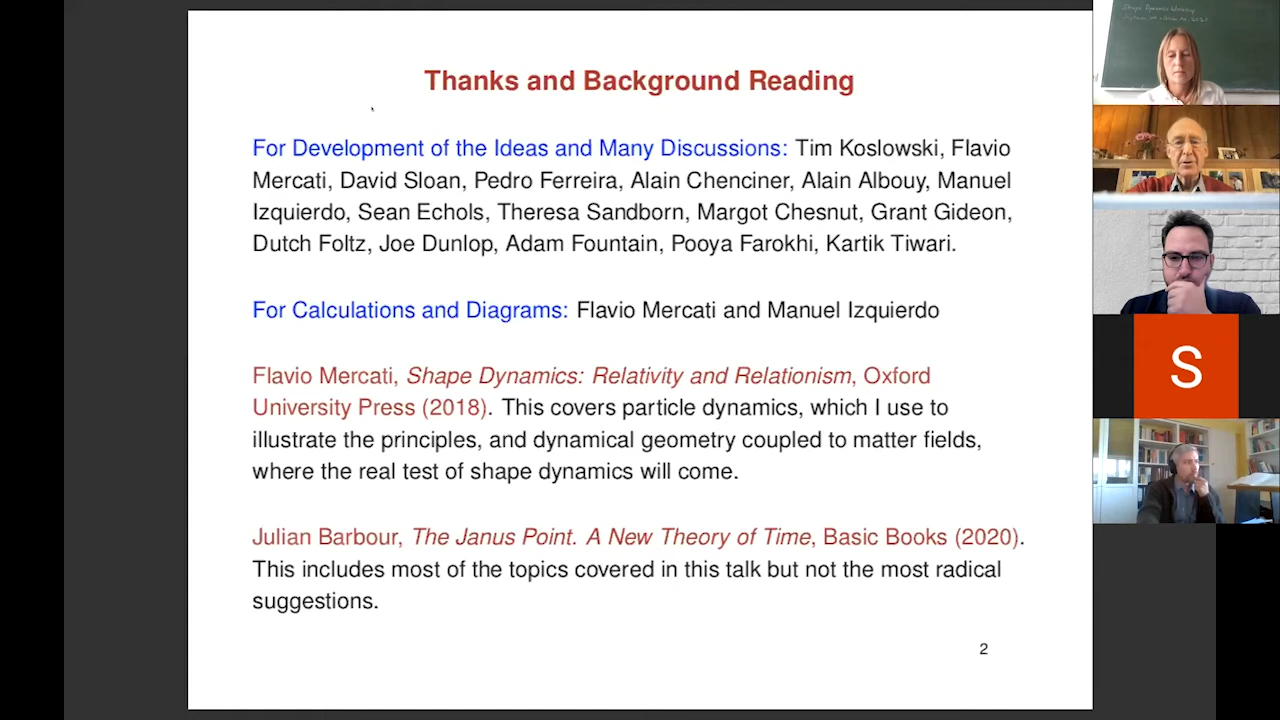 Thanks and Background Reading
For Development of the Ideas and Many Discussions: Tim Koslowski, Flavio
Mercati, David Sloan, Pedro Ferreira, Alain Chenciner, Alain Albouy, Manuel
Izquierdo, Sean Echols, Theresa Sandborn, Margot Chesnut, Grant Gideon,
Dutch Foltz, Joe Dunlop, Adam Fountain, Pooya Farokhi, Kartik Tiwari.
For Calculations and Diagrams: Flavio Mercati and Manuel Izquierdo
Flavio Mercati, Shape Dynamics: Relativity and Relationism, Oxford
University Press (2018). This covers particle dynamics, which I use to
illustrate the principles, and dynamical geometry coupled to matter fields,
where the real test of shape dynamics will come.
Julian Barbour, The Janus Point. A New Theory of Time, Basic Books (2020).
This includes most of the topics covered in this talk but not the most radical
suggestions.
2
Shape Dynamics Workshop
S